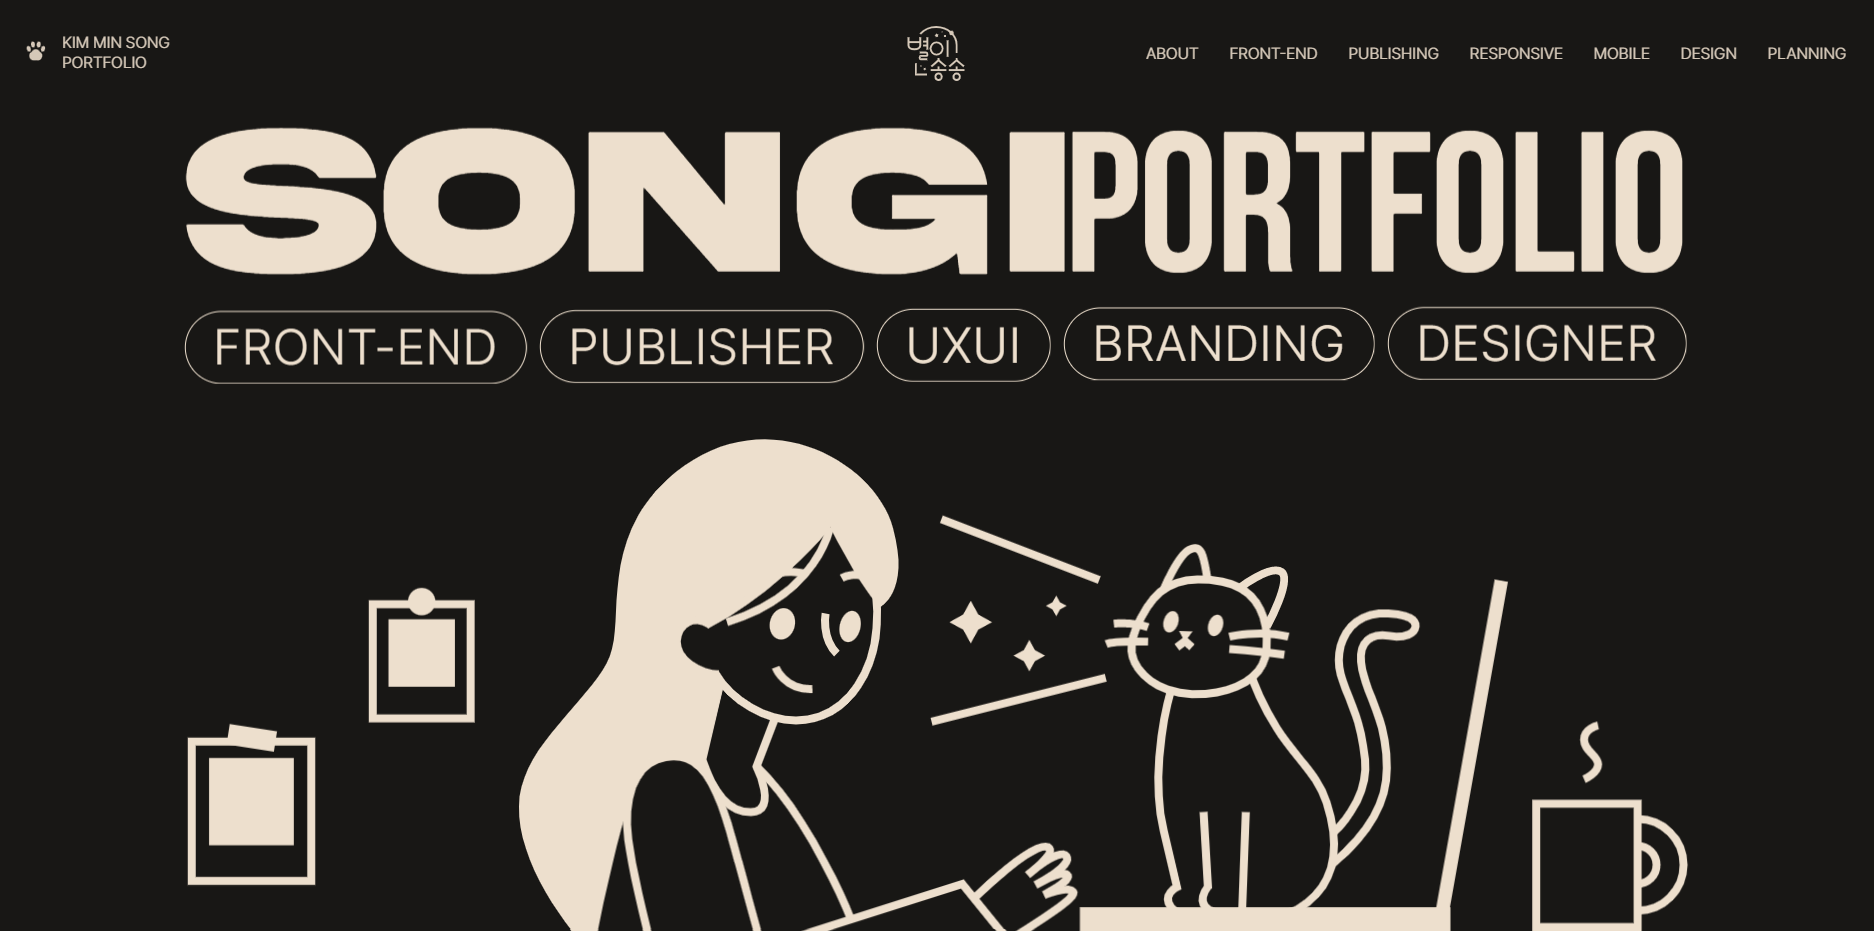 KIM MIN SONG
PORTFOLIO
별이
송송
ABOUT FRONT-END PUBLISHING RESPONSIVE MOBILE DESIGN PLANNING
SONGI PORTFOLIO
FRONT-END PUBLISHER UXUI BRANDING DESIGNER